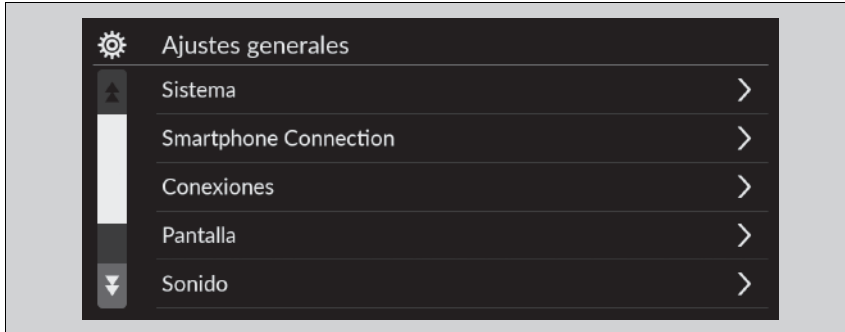 Ajustes generales
Sistema
Smartphone Connection
Conexiones
Pantalla
Sonido